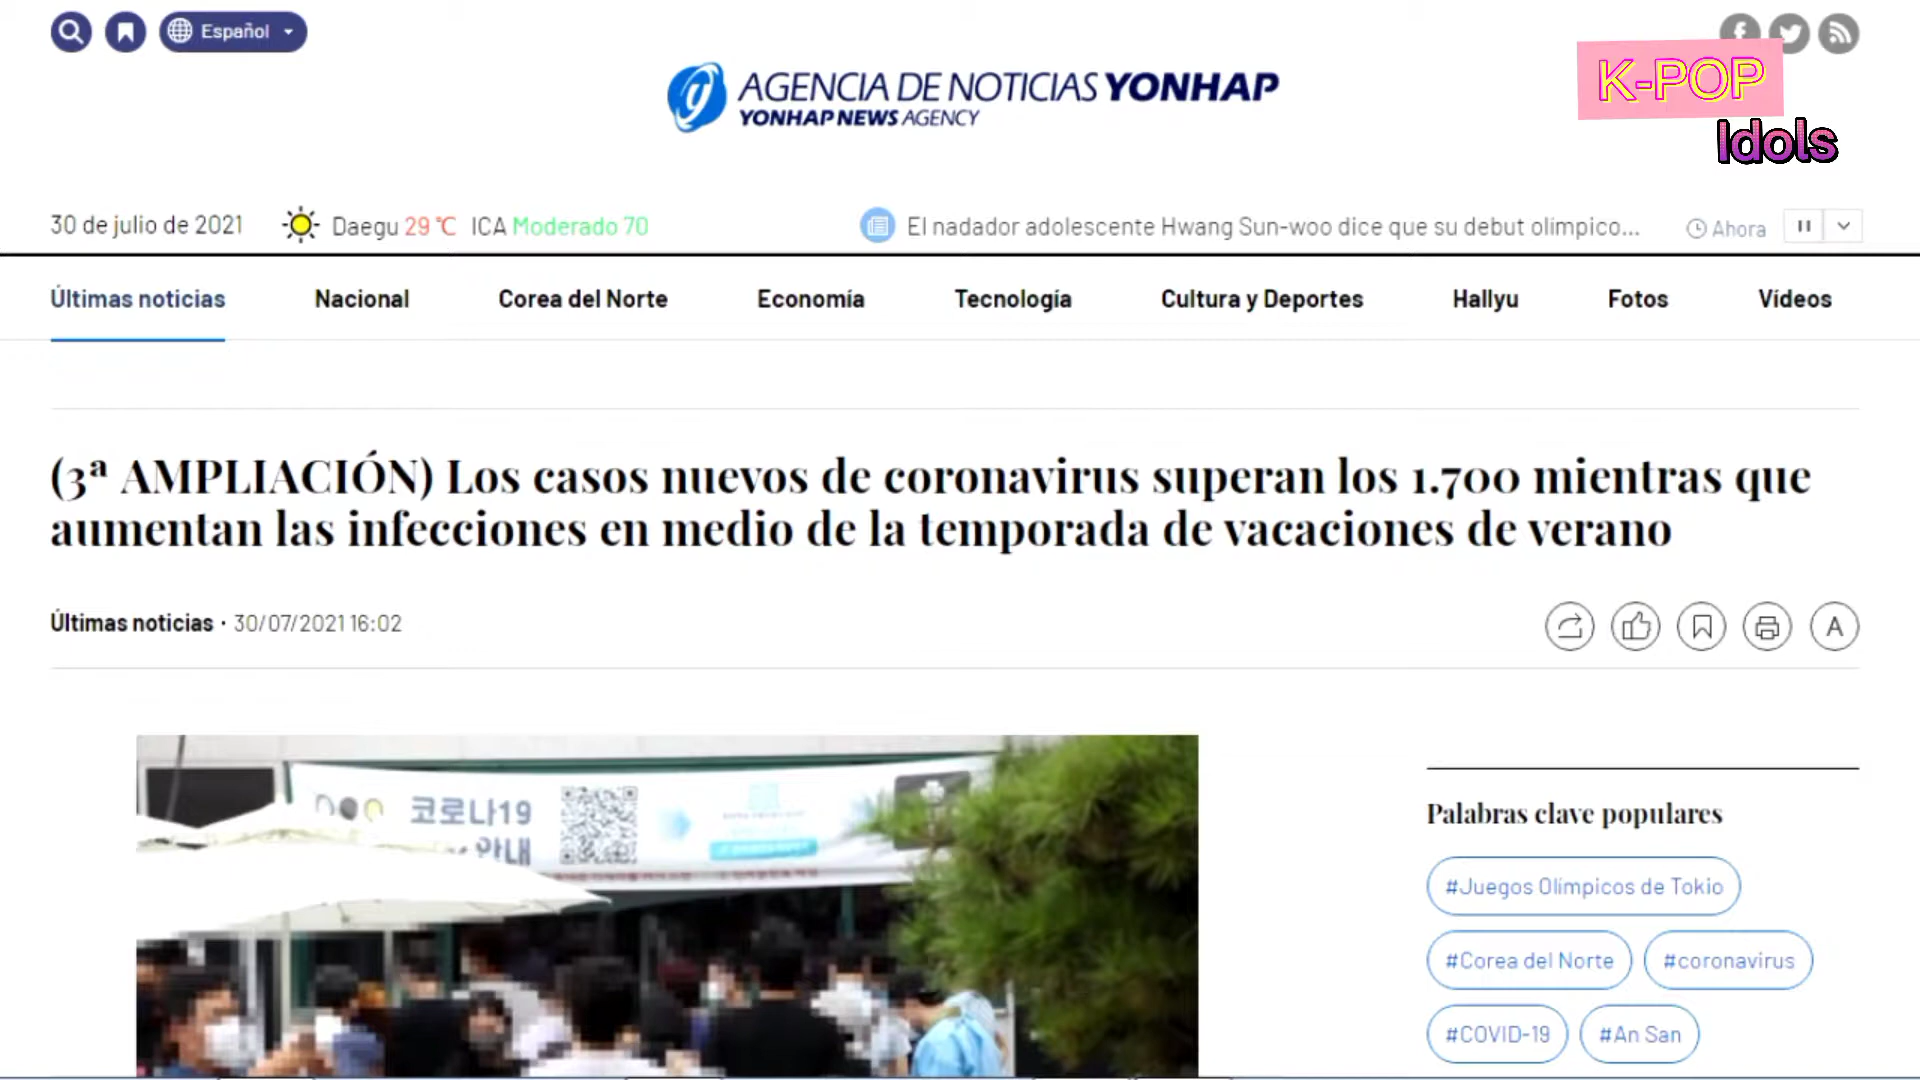 Español
K-POP
Idols
AGENCIA DE NOTICIAS YONHAP
YONHAP NEWS AGENCY
30 de julio de 2021
Daegu 29 ℃ ICA Moderado 70
El nadador adolescente Hwang Sun-woo dice que su debut olímpico...
Ahora
Últimas noticias Nacional Corea del Norte Economía Tecnología Cultura y Deportes Hallyu Fotos Vídeos
(3ª AMPLIACIÓN) Los casos nuevos de coronavirus superan los 1.700 mientras que
aumentan las infecciones en medio de la temporada de vacaciones de verano
Últimas noticias · 30/07/2021 16:02
A
코로나19
안내
Palabras clave populares
#Juegos Olímpicos de Tokio
#Corea del Norte #coronavirus
#COVID-19 #An San